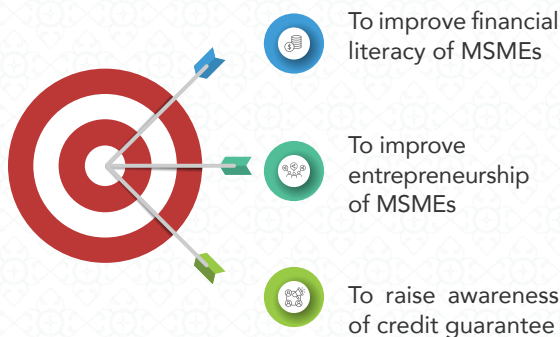 To improve financial
literacy of MSMEs
To improve
entrepreneurship
of MSMEs
To raise awareness
of credit guarantee